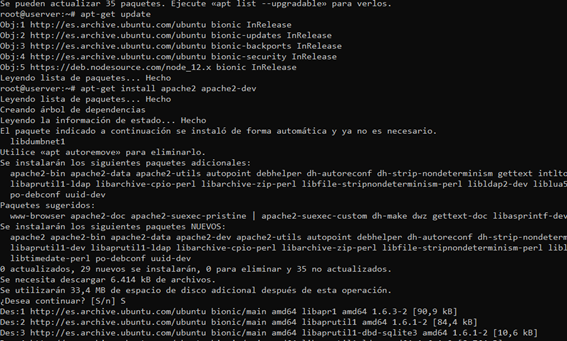 Se pueden actualizar 35 paquetes. Ejecute «apt list --upgradable» para verlos.
root@userver:~# apt-get update
Obj:1 http://es.archive.ubuntu.com/ubuntu bionic InRelease
Obj:2 http://es.archive.ubuntu.com/ubuntu bionic-updates InRelease
Obj:3 http://es.archive.ubuntu.com/ubuntu bionic-backports InRelease
Obj:4 http://es.archive.ubuntu.com/ubuntu bionic-security InRelease
Obj:5 https://deb.nodesource.com/node_12.x bionic InRelease
Leyendo lista de paquetes... Hecho
root@userver:~# apt-get install apache2 apache2-dev
Leyendo lista de paquetes... Hecho
Creando árbol de dependencias
Leyendo la información de estado... Hecho
El paquete indicado a continuación se instaló de forma automática y ya no es necesario.
libdumbnet1
Utilice «apt autoremove» para eliminarlo.
Se instalarán los siguientes paquetes adicionales:
apache2-bin apache2-data apache2-utils autopoint debhelper dh-autoreconf dh-strip-nondeterminism gettext intlto
libaprutil1-ldap libarchive-cpio-perl libarchive-zip-perl libfile-stripnondeterminism-perl libldap2-dev liblua5
po-debconf uuid-dev
Paquetes sugeridos:
www-browser apache2-doc apache2-suexec-pristine | apache2-suexec-custom dh-make dwz gettext-doc libasprintf-dev
Se instalarán los siguientes paquetes NUEVOS:
apache2 apache2-bin apache2-data apache2-dev apache2-utils autopoint debhelper dh-autoreconf dh-strip-nondeterm
libaprutil1-dev libaprutil1-ldap libarchive-cpio-perl libarchive-zip-perl libfile-stripnondeterminism-perl libl
libtimedate-perl po-debconf uuid-dev
0 actualizados, 29 nuevos se instalarán, 0 para eliminar y 35 no actualizados.
Se necesita descargar 6.414 kB de archivos.
Se utilizarán 33,4 MB de espacio de disco adicional después de esta operación.
¿Desea continuar? [S/n] S
Des:1 http://es.archive.ubuntu.com/ubuntu bionic/main amd64 libapr1 amd64 1.6.3-2 [90,9 kB]
Des:2 http://es.archive.ubuntu.com/ubuntu bionic/main amd64 libaprutil1 amd64 1.6.1-2 [84,4 kB]
Des:3 http://es.archive.ubuntu.com/ubuntu bionic/main amd64 libaprutil1-dbd-sqlite3 amd64 1.6.1-2 [10,6 kB]